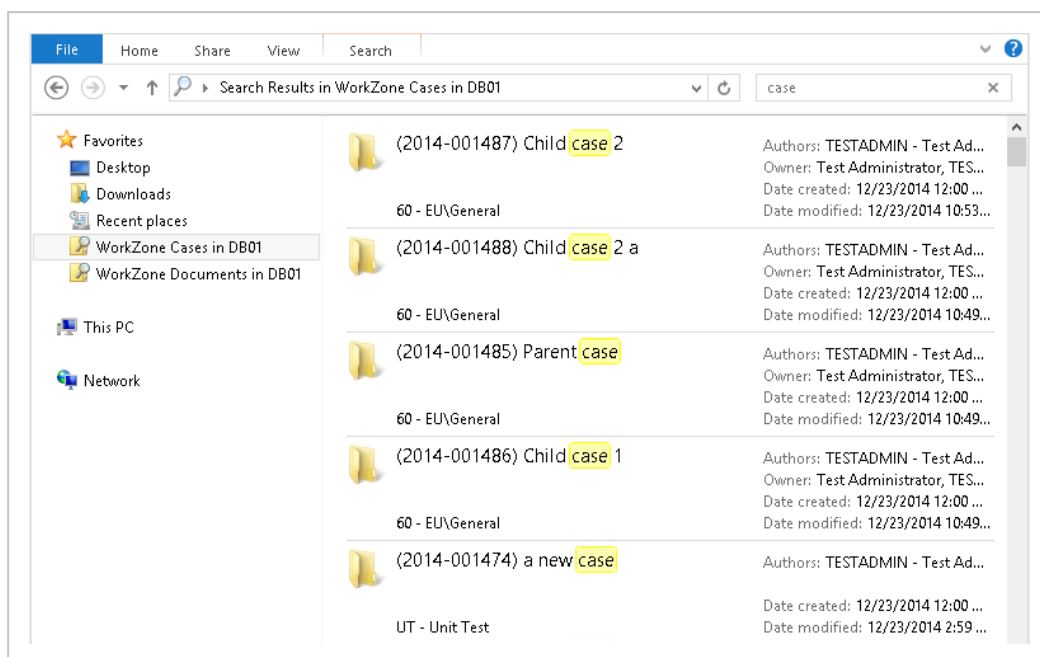 File Home Share View Search
Search Results in WorkZone Cases in DB01
case
Favorites
Desktop
Downloads
Recent places
WorkZone Cases in DB01
WorkZone Documents in DB01
This PC
Network
(2014-001487) Child case 2
60 - EU\General
Authors: TESTADMIN - Test Ad...
Owner: Test Administrator, TES...
Date created: 12/23/2014 12:00 ...
Date modified: 12/23/2014 10:53...
(2014-001488) Child case 2 a
60 - EU\General
Authors: TESTADMIN - Test Ad...
Owner: Test Administrator, TES...
Date created: 12/23/2014 12:00 ...
Date modified: 12/23/2014 10:49...
(2014-001485) Parent case
60 - EU\General
Authors: TESTADMIN - Test Ad...
Owner: Test Administrator, TES...
Date created: 12/23/2014 12:00 ...
Date modified: 12/23/2014 10:49...
(2014-001486) Child case 1
60 - EU\General
Authors: TESTADMIN - Test Ad...
Owner: Test Administrator, TES...
Date created: 12/23/2014 12:00 ...
Date modified: 12/23/2014 10:49...
(2014-001474) a new case
UT - Unit Test
Authors: TESTADMIN - Test Ad...
Date created: 12/23/2014 12:00 ...
Date modified: 12/23/2014 2:59 ...